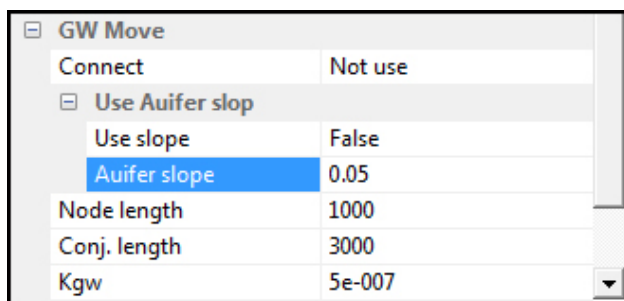 GW Move
Connect Not use
Use Auifer slop
Use slope False
Auifer slope 0.05
Node length 1000
Conj. length 3000
Kgw 5e-007